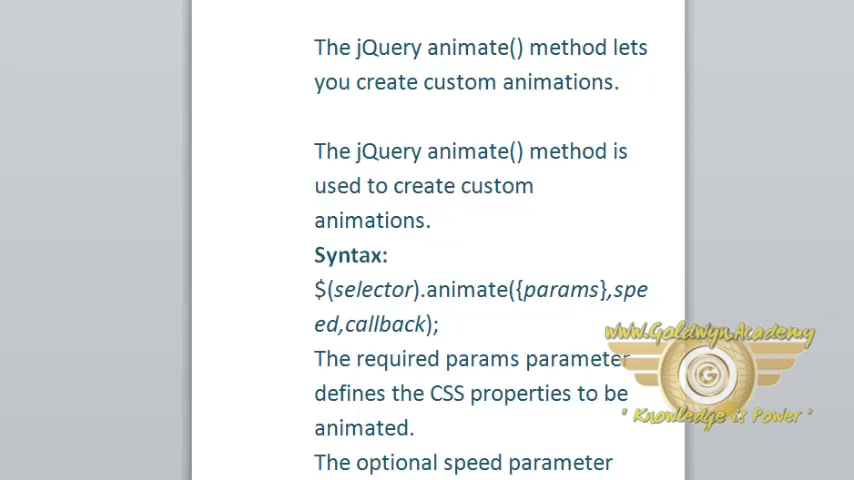 The jQuery animate() method lets
you create custom animations.
The jQuery animate() method is
used to create custom
animations.
Syntax:
$(selector).animate({params},spe
ed,callback);
The required params parameter
defines the CSS properties to be
animated.
The optional speed parameter
www.Goldwyn.Academy
G
" Knowledge is Power "